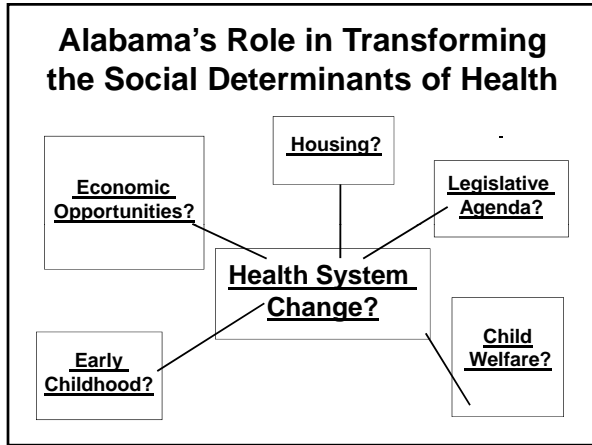 Alabama's Role in Transforming
the Social Determinants of Health
Housing?
Economic
Opportunities?
Legislative
Agenda?
Health System
Change?
Early
Childhood?
Child
Welfare?